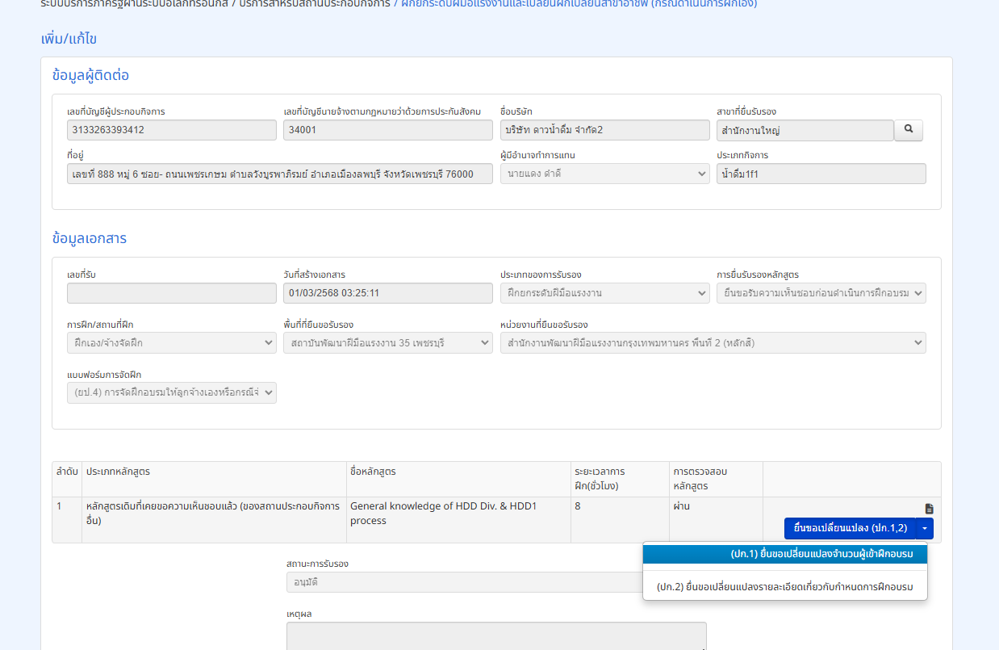 ระบบบริการภาครัฐผ่านระบบอิเล็กทรอนิกส์ / บริการสำหรับสถานประกอบกิจการ / ฝึกยกระดับฝีมือแรงงานและเปลี่ยนฝึกเปลี่ยนสาขาอาชีพ (กรณีดำเนินการฝึกเอง)
เพิ่ม/แก้ไข
ข้อมูลผู้ติดต่อ
เลขที่บัญชีผู้ประกอบกิจการ เลขที่บัญชีนายจ้างตามกฎหมายว่าด้วยการประกันสังคม ชื่อบริษัท สาขาที่ยื่นรับรอง
3133263393412 34001 บริษัท ดาวน้ำดื่ม จำกัด2 สำนักงานใหญ่
ที่อยู่ ผู้มีอำนาจทำการแทน ประเภทกิจการ
เลขที่ 888 หมู่ 6 ซอย- ถนนเพชรเกษม ตำบลวังบูรพาภิรมย์ อำเภอเมืองลพบุรี จังหวัดเพชรบุรี 76000 นายแดง ดำดี น้ำดื่ม1f1
ข้อมูลเอกสาร
เลขที่รับ วันที่สร้างเอกสาร ประเภทของการรับรอง การยื่นรับรองหลักสูตร
01/03/2568 03:25:11 ฝึกยกระดับฝีมือแรงงาน ยื่นขอรับความเห็นชอบก่อนดำเนินการฝึกอบรม
การฝึก/สถานที่ฝึก พื้นที่ที่ยื่นขอรับรอง หน่วยงานที่ยื่นขอรับรอง
ฝึกเอง/จ้างจัดฝึก สถาบันพัฒนาฝีมือแรงงาน 35 เพชรบุรี สำนักงานพัฒนาฝีมือแรงงานกรุงเทพมหานคร พื้นที่ 2 (หลักสี่)
แบบฟอร์มการจัดฝึก
(ยป.4) การจัดฝึกอบรมให้ลูกจ้างเองหรือกรณีจ้
ลำดับ ประเภทหลักสูตร ชื่อหลักสูตร ระยะเวลาการ การตรวจสอบ
ฝึก(ชั่วโมง) หลักสูตร
1 หลักสูตรเดิมที่เคยขอความเห็นชอบแล้ว (ของสถานประกอบกิจการ General knowledge of HDD Div. & HDD1 8 ผ่าน
อื่น) process
ยื่นขอเปลี่ยนแปลง (ปก.1,2)
(ปก.1) ยื่นขอเปลี่ยนแปลงจำนวนผู้เข้าฝึกอบรม
สถานะการรับรอง
อนุมัติ
(ปก.2) ยื่นขอเปลี่ยนแปลงรายละเอียดเกี่ยวกับกำหนดการฝึกอบรม
เหตุผล